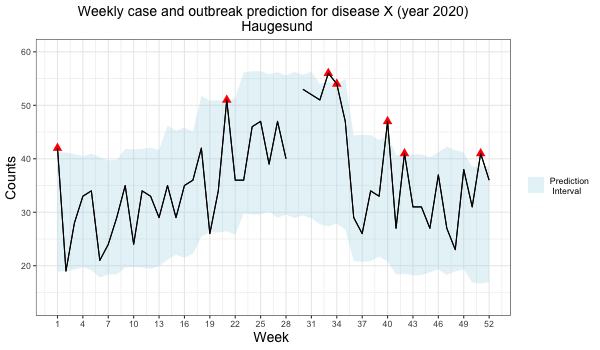 Weekly case and outbreak prediction for disease X (year 2020)
Haugesund
Counts
60
50
40
30
20
1 4 7 10 13 16 19 22 25 28 31 34 37 40 43 46 49 52
Week
Prediction
Interval